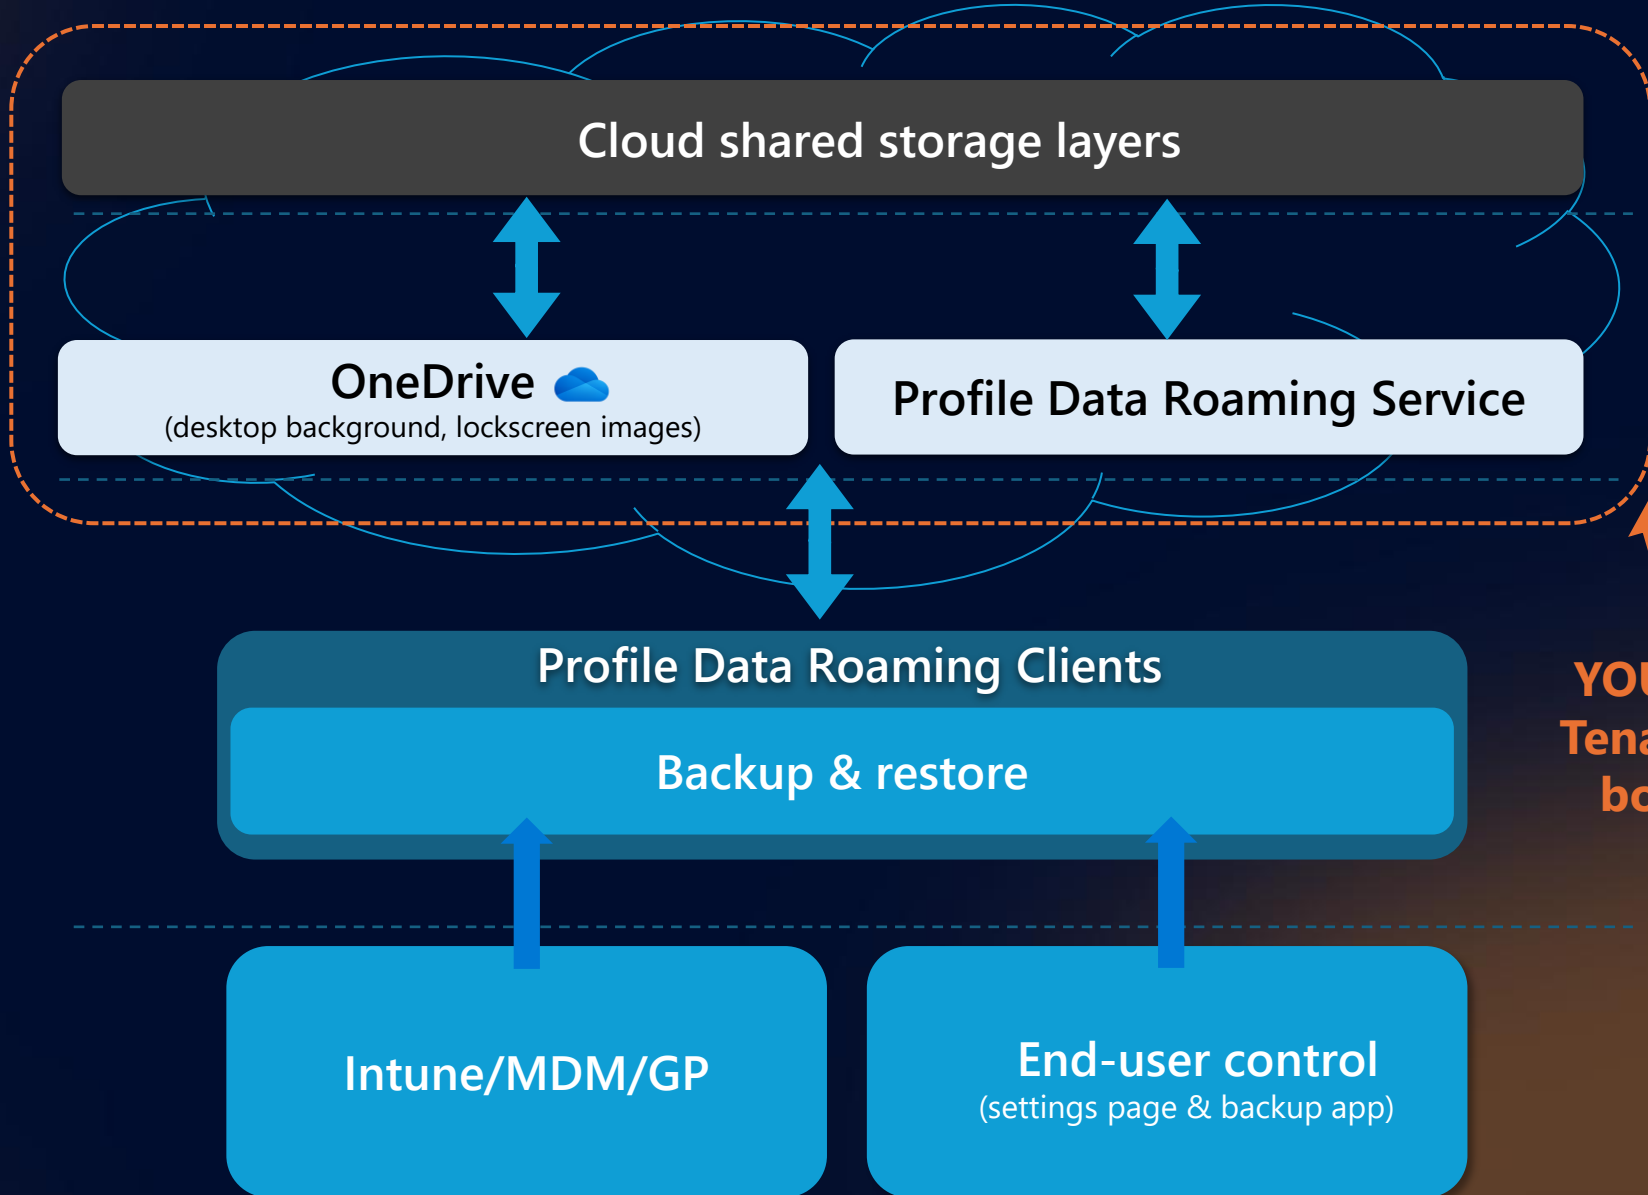 Cloud shared storage layers
OneDrive
(desktop background, lockscreen images)
Profile Data Roaming Service
Profile Data Roaming Clients
Backup & restore
Intune/MDM/GP
End-user control
(settings page & backup app)